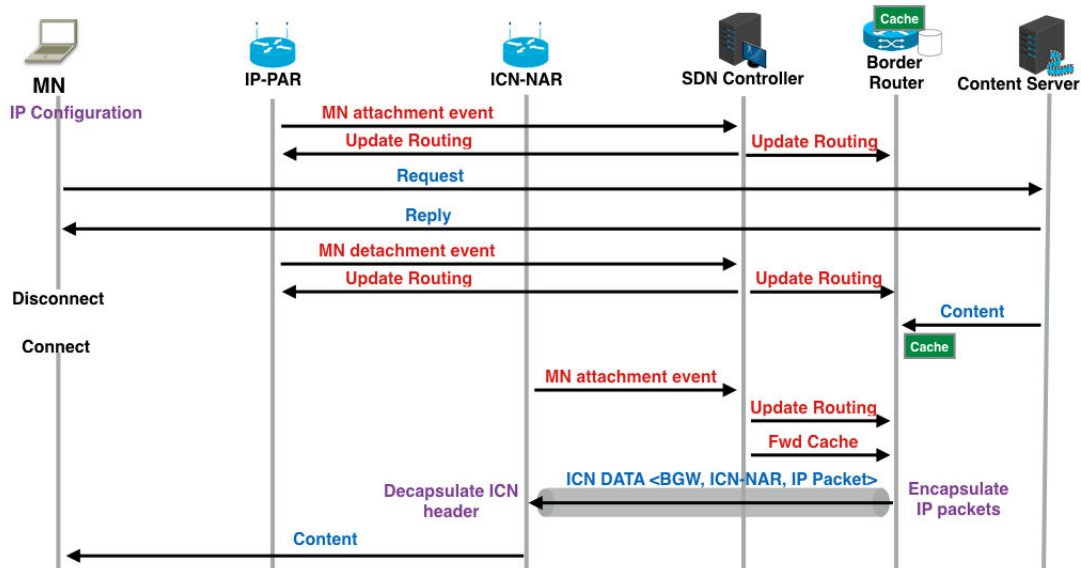 Cache
MN
IP-PAR
ICN-NAR
SDN Controller
Border
Router
Content Server
IP Configuration
MN attachment event
Update Routing
Update Routing
Request
Reply
MN detachment event
Update Routing
Update Routing
Disconnect
Content
Connect
Cache
MN attachment event
Update Routing
Fwd Cache
ICN DATA <BGW, ICN-NAR, IP Packet>
Decapsulate ICN
header
Encapsulate
IP packets
Content